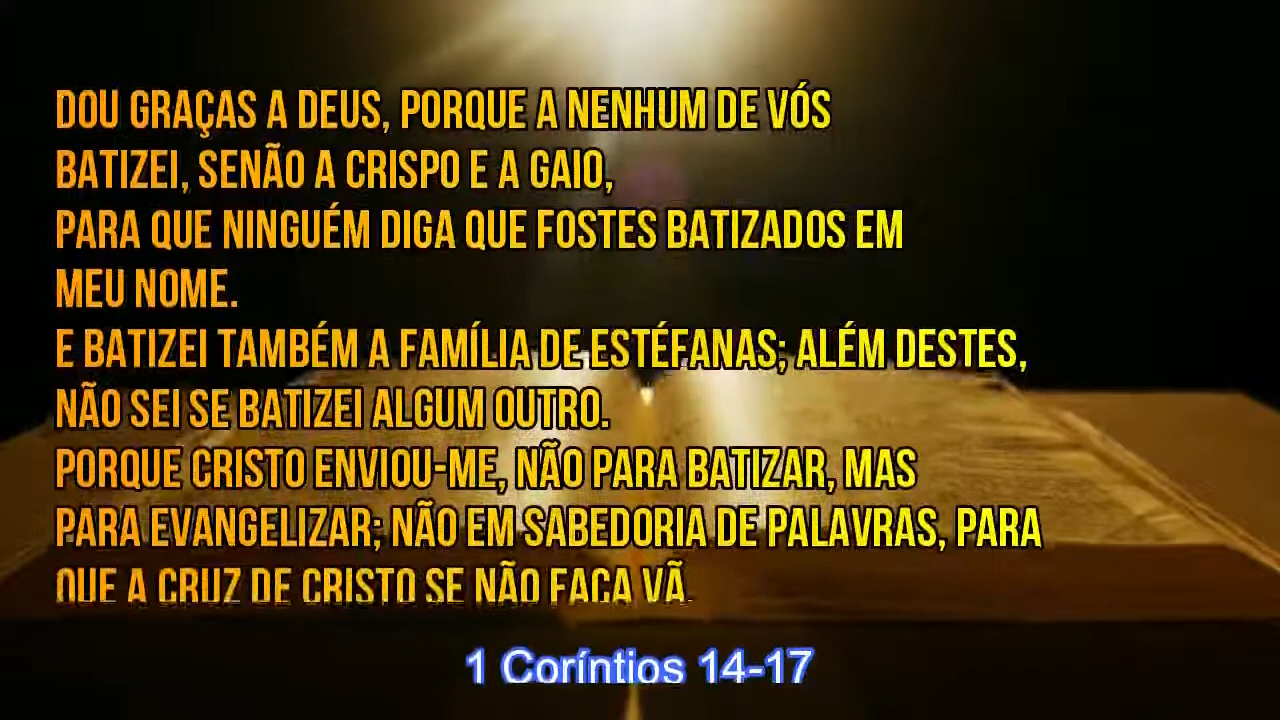 DOU GRAÇAS A DEUS, PORQUE A NENHUM DE VÓS
BATIZEI, SENÃO A CRISPO E A GAIO,
PARA QUE NINGUÉM DIGA QUE FOSTES BATIZADOS EM
MEU NOME.
E BATIZEI TAMBÉM A FAMÍLIA DE ESTÉFANAS; ALÉM DESTES,
NÃO SEI SE BATIZEI ALGUM OUTRO.
PORQUE CRISTO ENVIOU-ME, NÃO PARA BATIZAR, MAS
PARA EVANGELIZAR; NÃO EM SABEDORIA DE PALAVRAS, PARA
QUE A CRUZ DE CRISTO SE NÃO FAÇA VÃ.
1 Coríntios 14-17